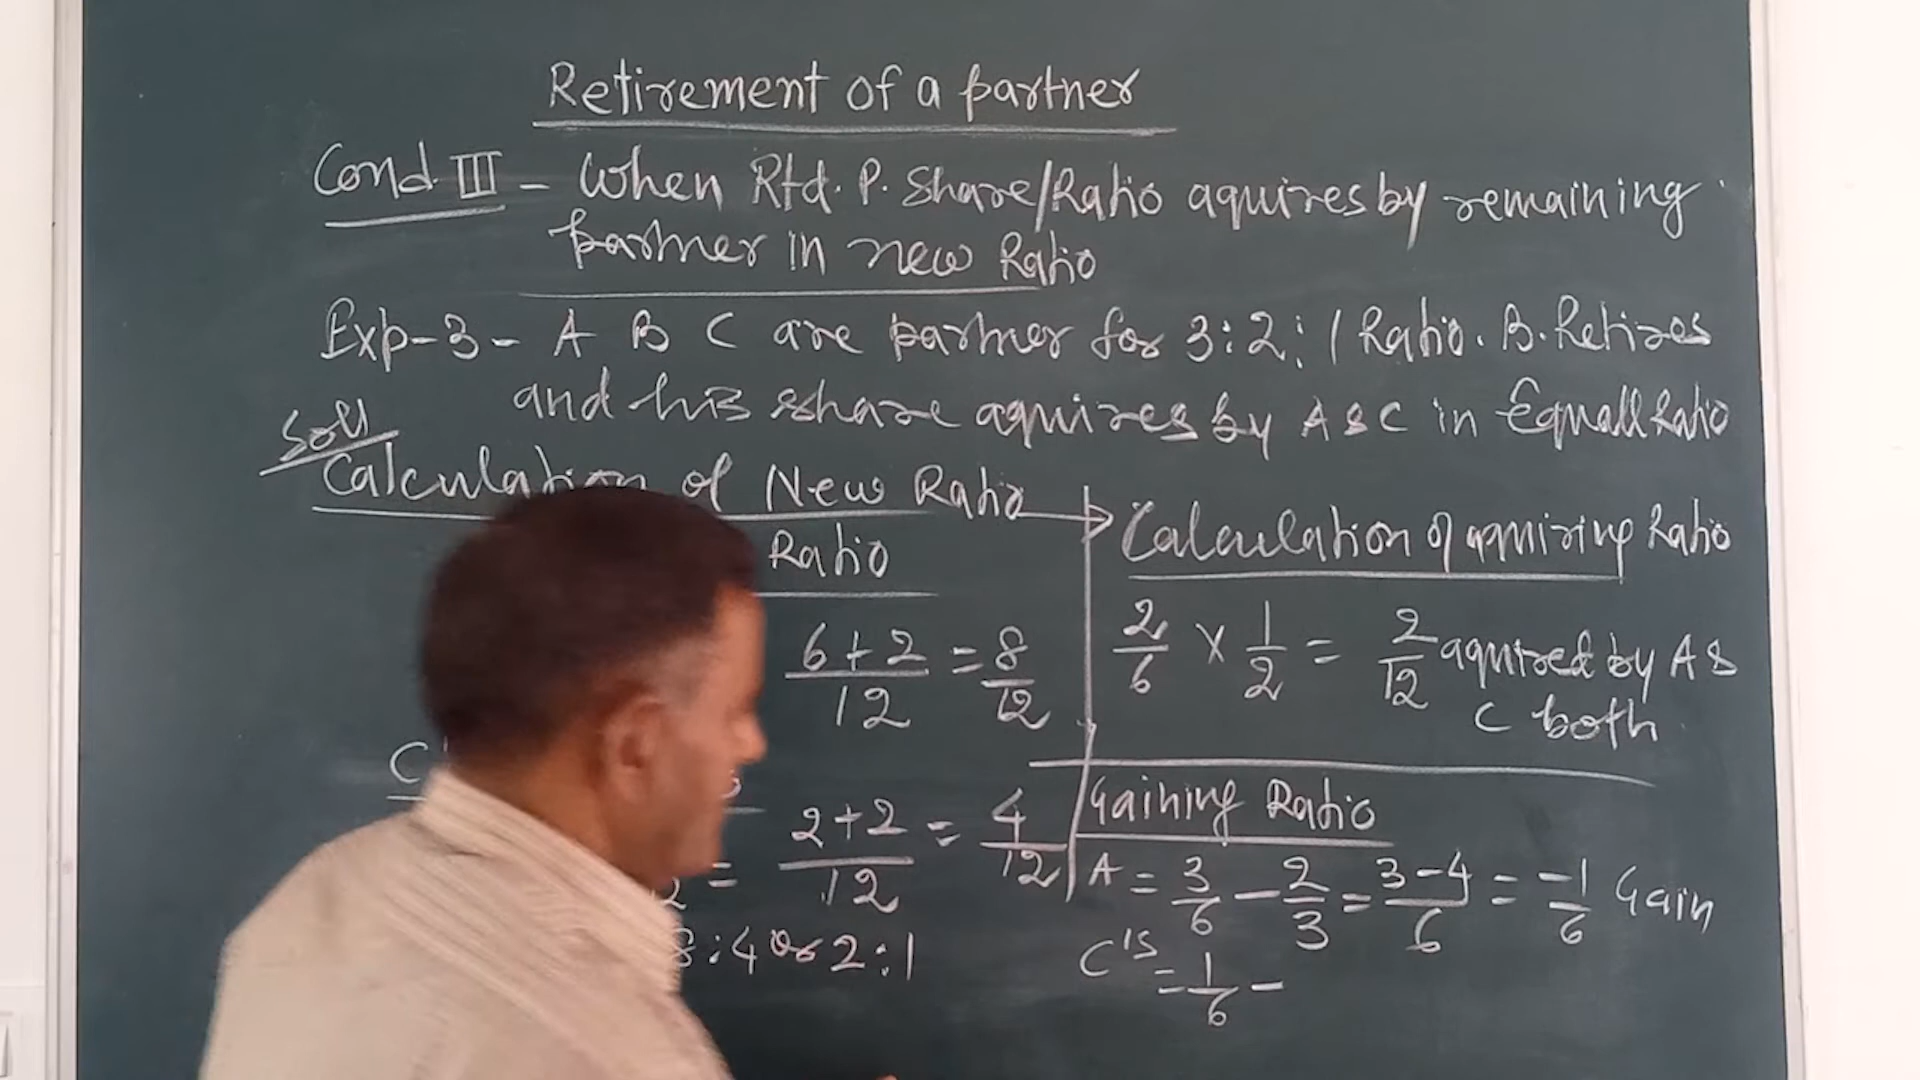 Retirement of a partner
Cond. III - When Rtd. P. Share/Ratio aquires by remaining
partner in new Ratio
Exp-3- A B C are partner for 3:2:1 Ratio. B. Retires
and his share aquires by A & C in Equall Ratio
Soln
Calculation of New Ratio
Ratio
6+2/12 = 8/12
C'
2+2/12 = 4/12
8:4 or 2:1
Calculation of aquiring Ratio
2/6 X 1/2 = 2/12 aquired by A &
C both
Gaining Ratio
A = 3/6 - 2/3 = 3-4/6 = -1/6 Gain
C's
= 1/6 -